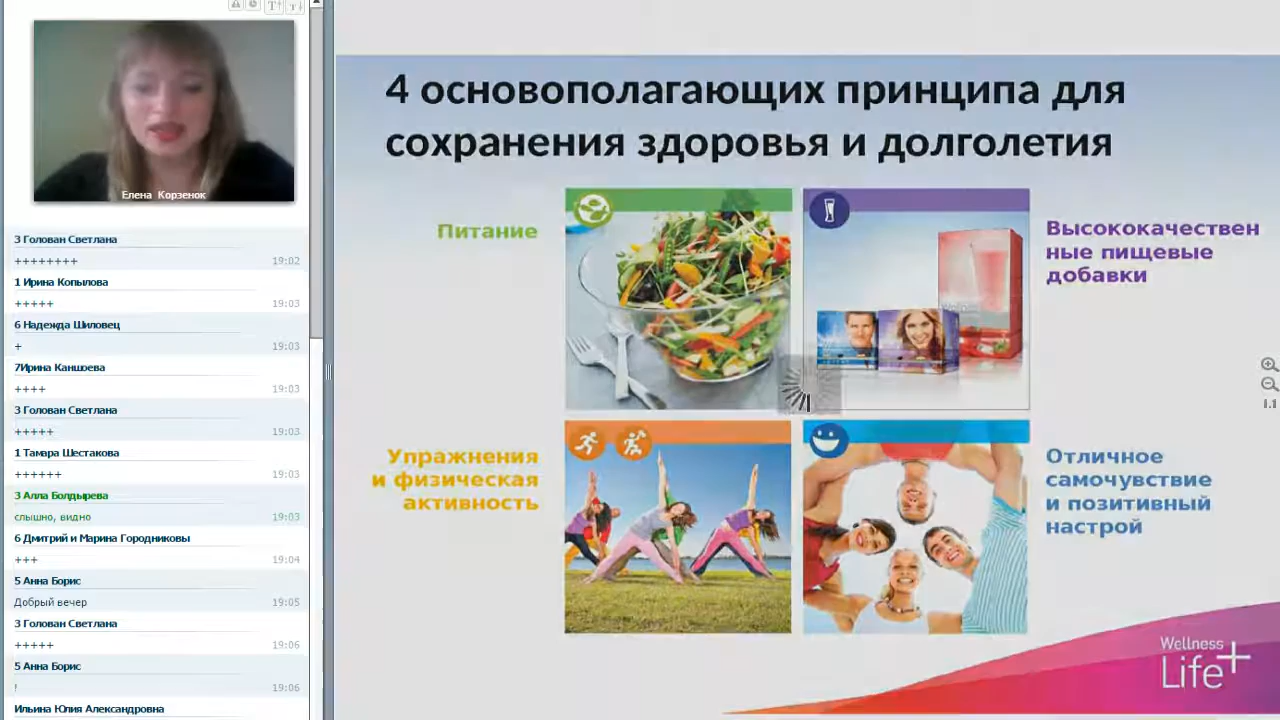 Елена Корзенок
3 Голован Светлана
++++++++ 19:02
1 Ирина Копылова
+++++ 19:03
6 Надежда Шиловец
+ 19:03
7Ирина Каншоева
++++ 19:03
3 Голован Светлана
+++++ 19:03
1 Тамара Шестакова
++++++ 19:03
3 Алла Болдырева
слышно, видно 19:03
6 Дмитрий и Марина Городниковы
+++ 19:04
5 Анна Борис
Добрый вечер 19:05
3 Голован Светлана
+++++ 19:06
5 Анна Борис
! 19:06
Ильина Юлия Александровна
4 основополагающих принципа для
сохранения здоровья и долголетия
Питание
Высококачествен
ные пищевые
добавки
Упражнения
и физическая
активность
Отличное
самочувствие
и позитивный
настрой
1.1
Wellness
Life+